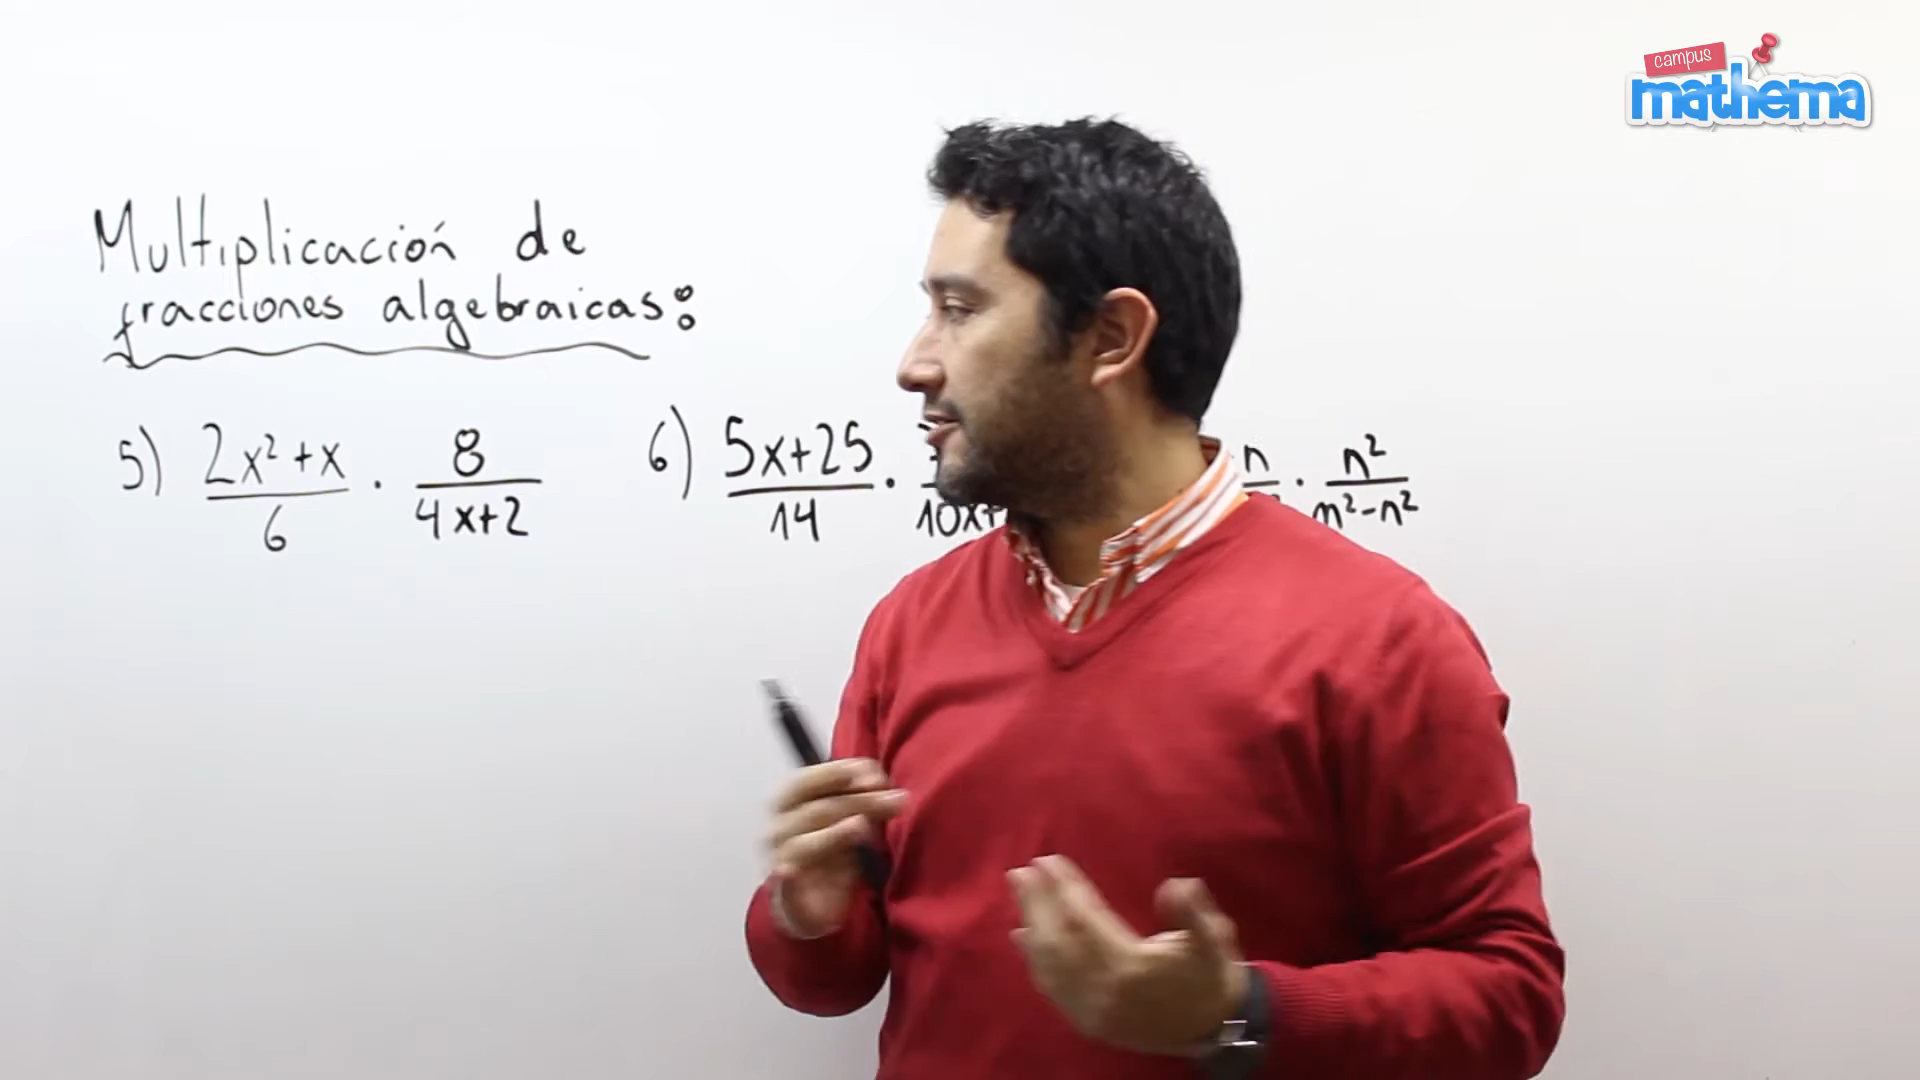 campus
mathema
Multiplicación de
fracciones algebraicas:
5) 2x²+x / 6 · 8 / 4x+2
6) 5x+25 / 14 · 10x+
n · n² / m²-n²